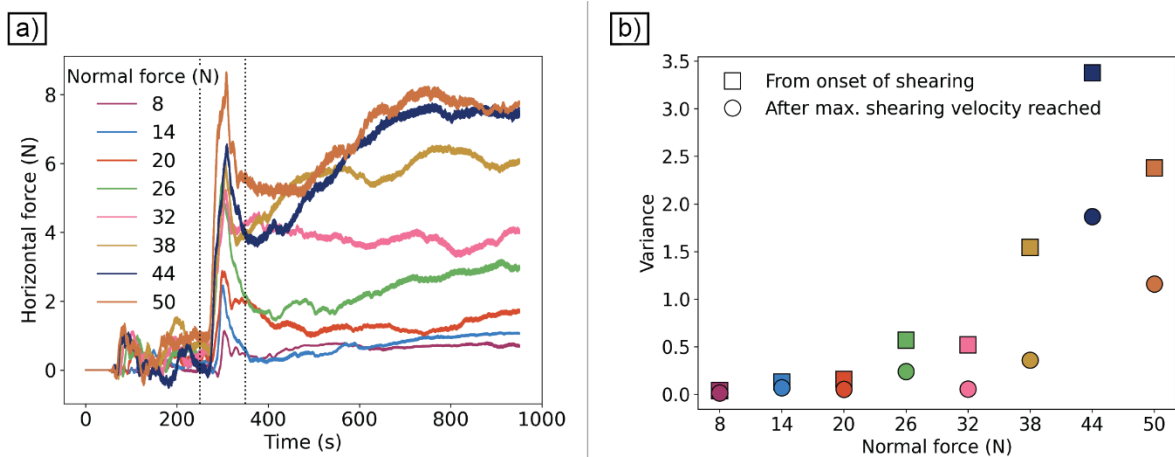 a)
Normal force (N)
8
14
20
26
32
38
44
50
Horizontal force (N)
8
6
4
2
0
0 200 400 600 800 1000
Time (s)
b)
From onset of shearing
After max. shearing velocity reached
Variance
3.5
3.0
2.5
2.0
1.5
1.0
0.5
0.0
8 14 20 26 32 38 44 50
Normal force (N)